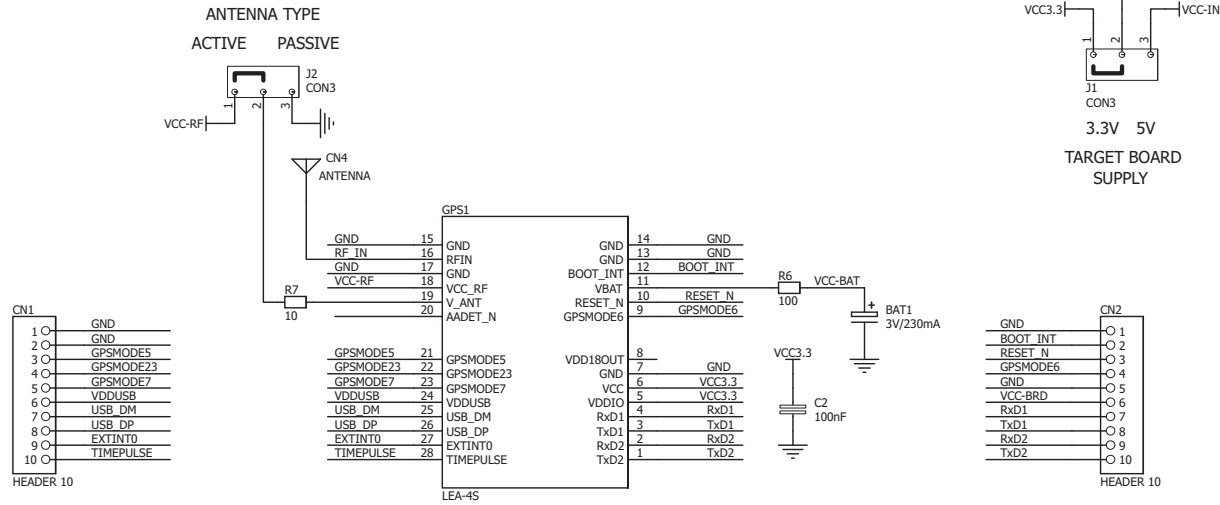 ANTENNA TYPE
ACTIVE PASSIVE
J2
CON3
1 2 3
VCC-RF
CN4
ANTENNA
VCC3.3
VCC-IN
1 2 3
J1
CON3
3.3V 5V
TARGET BOARD
SUPPLY
GPS1
GND 15 GND
RF_IN 16 RFIN
GND 17 GND
VCC-RF 18 VCC_RF
R7
10
19 V_ANT
20 AADET_N
GPSMODE5 21 GPSMODE5
GPSMODE23 22 GPSMODE23
GPSMODE7 23 GPSMODE7
VDDUSB 24 VDDUSB
USB_DM 25 USB_DM
USB_DP 26 USB_DP
EXTINT0 27 EXTINT0
TIMEPULSE 28 TIMEPULSE
GND 14 GND
GND 13 GND
BOOT_INT 12 BOOT_INT
VBAT 11
RESET_N 10 RESET_N
GPSMODE6 9 GPSMODE6
VDD18OUT 8
GND 7 GND
VCC 6 VCC3.3
VDDIO 5 VCC3.3
RxD1 4 RxD1
TxD1 3 TxD1
RxD2 2 RxD2
TxD2 1 TxD2
LEA-4S
R6
100
VCC-BAT
+
BAT1
3V/230mA
VCC3.3
C2
100nF
CN1
1 GND
2 GND
3 GPSMODE5
4 GPSMODE23
5 GPSMODE7
6 VDDUSB
7 USB_DM
8 USB_DP
9 EXTINT0
10 TIMEPULSE
HEADER 10
CN2
GND 1
BOOT_INT 2
RESET_N 3
GPSMODE6 4
GND 5
VCC-BRD 6
RxD1 7
TxD1 8
RxD2 9
TxD2 10
HEADER 10